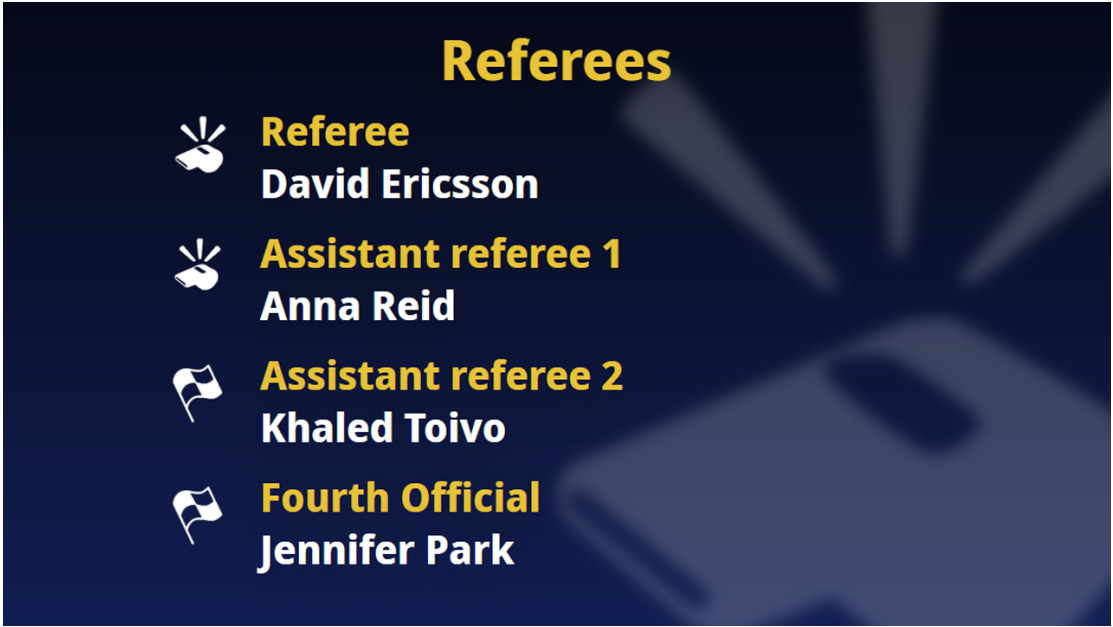 Referees
Referee
David Ericsson
Assistant referee 1
Anna Reid
Assistant referee 2
Khaled Toivo
Fourth Official
Jennifer Park